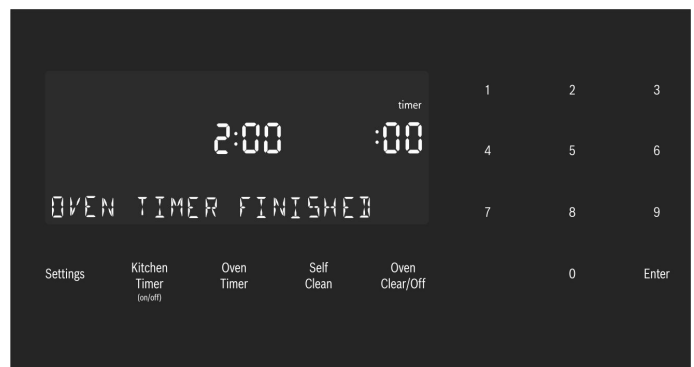 timer
2:00 :00
OVEN TIMER FINISHED
1 2 3
4 5 6
7 8 9
0 Enter
Settings
Kitchen
Timer
(on/off)
Oven
Timer
Self
Clean
Oven
Clear/Off